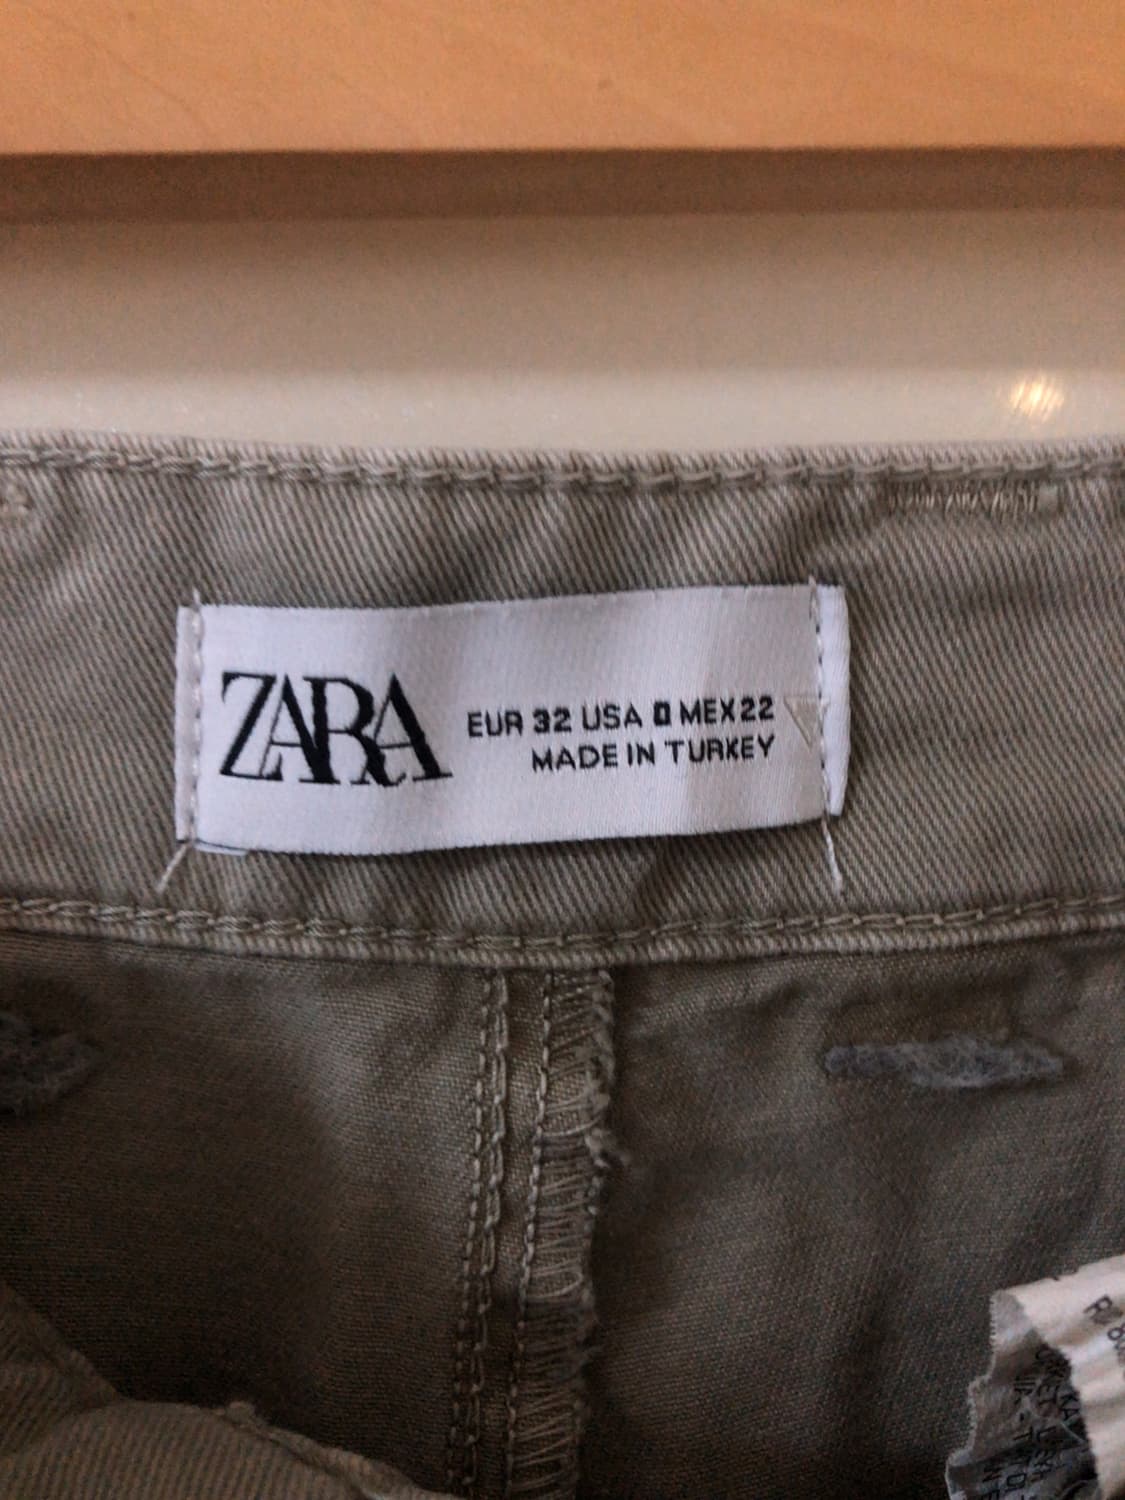 ZARA
EUR 32 USA 0 MEX 22
MADE IN TURKEY